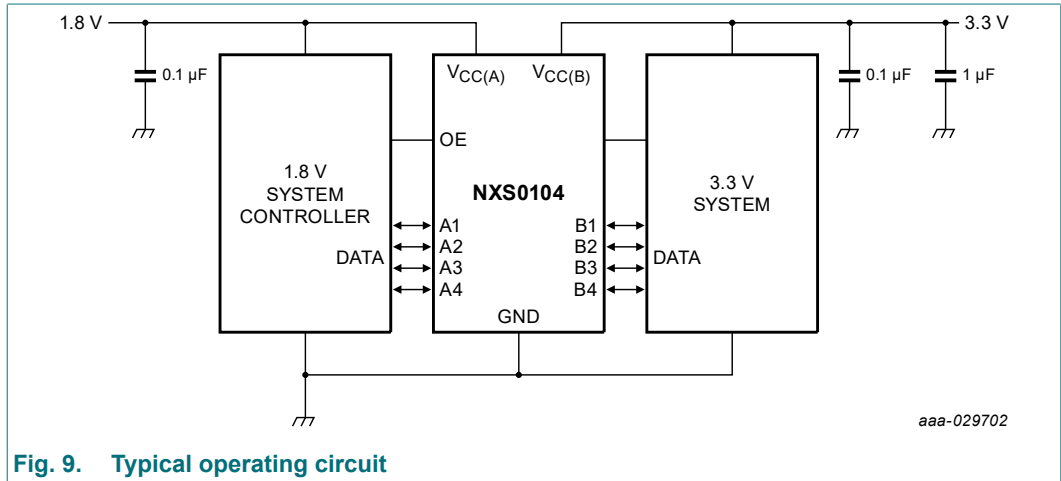 1.8 V
3.3 V
0.1 µF
VCC(A)
VCC(B)
0.1 µF
1 µF
OE
1.8 V
SYSTEM
CONTROLLER
NXS0104
3.3 V
SYSTEM
DATA
A1
A2
A3
A4
B1
B2
B3
B4
DATA
GND
aaa-029702
Fig. 9. Typical operating circuit